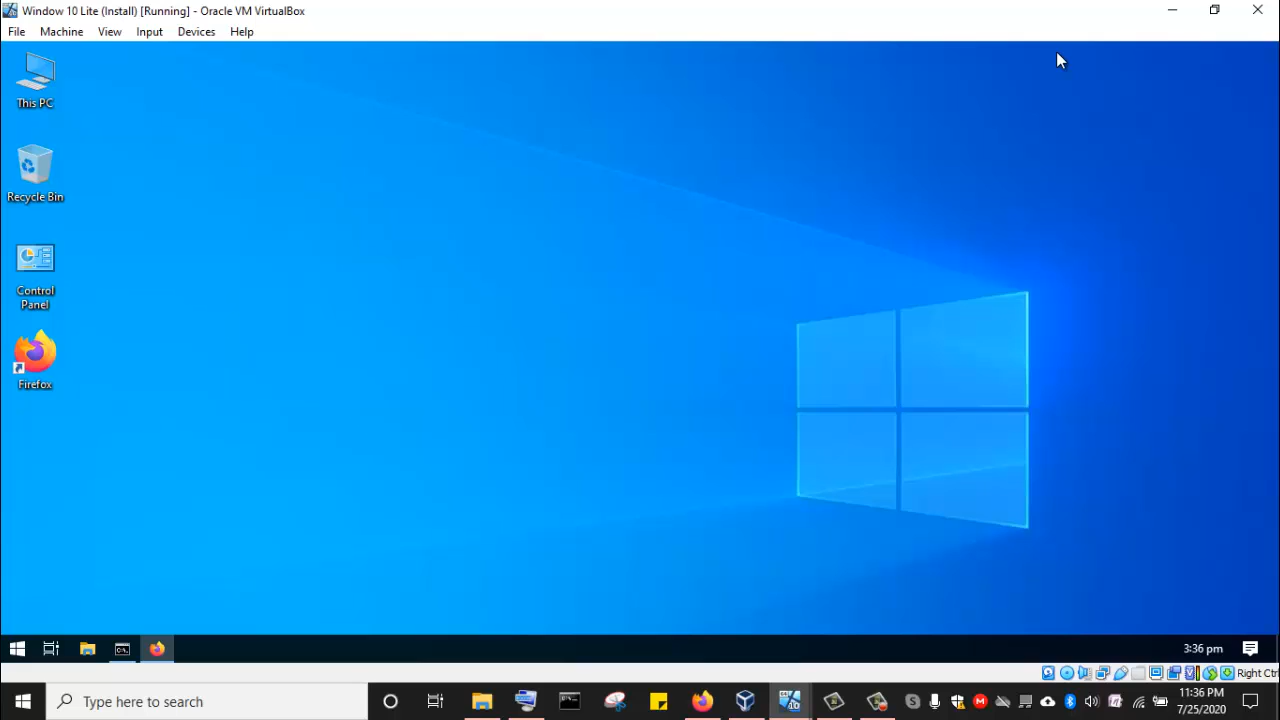 Window 10 Lite (Install) [Running] - Oracle VM VirtualBox
File Machine View Input Devices Help
This PC
Recycle Bin
Control
Panel
Firefox
3:36 pm
Right Ctrl
Type here to search
11:36 PM
7/25/2020